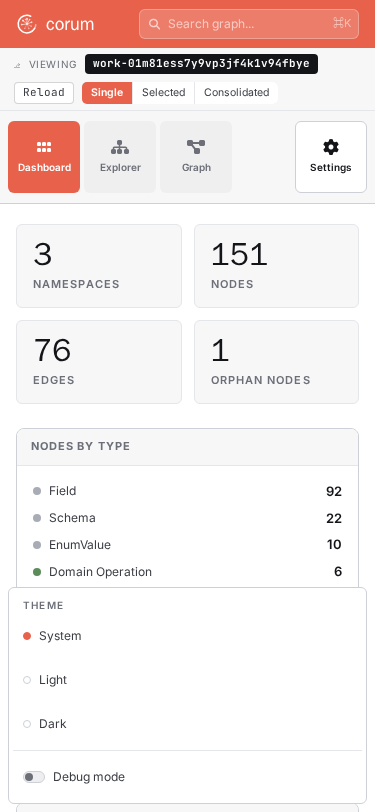 corum
Search graph... ⌘K
VIEWING work-01m81ess7y9vp3jf4k1v94fbye
Reload Single Selected Consolidated
Dashboard Explorer Graph Settings
3 151
NAMESPACES NODES
76 1
EDGES ORPHAN NODES
NODES BY TYPE
Field 92
Schema 22
EnumValue 10
Domain Operation 6
THEME
System
Light
Dark
Debug mode